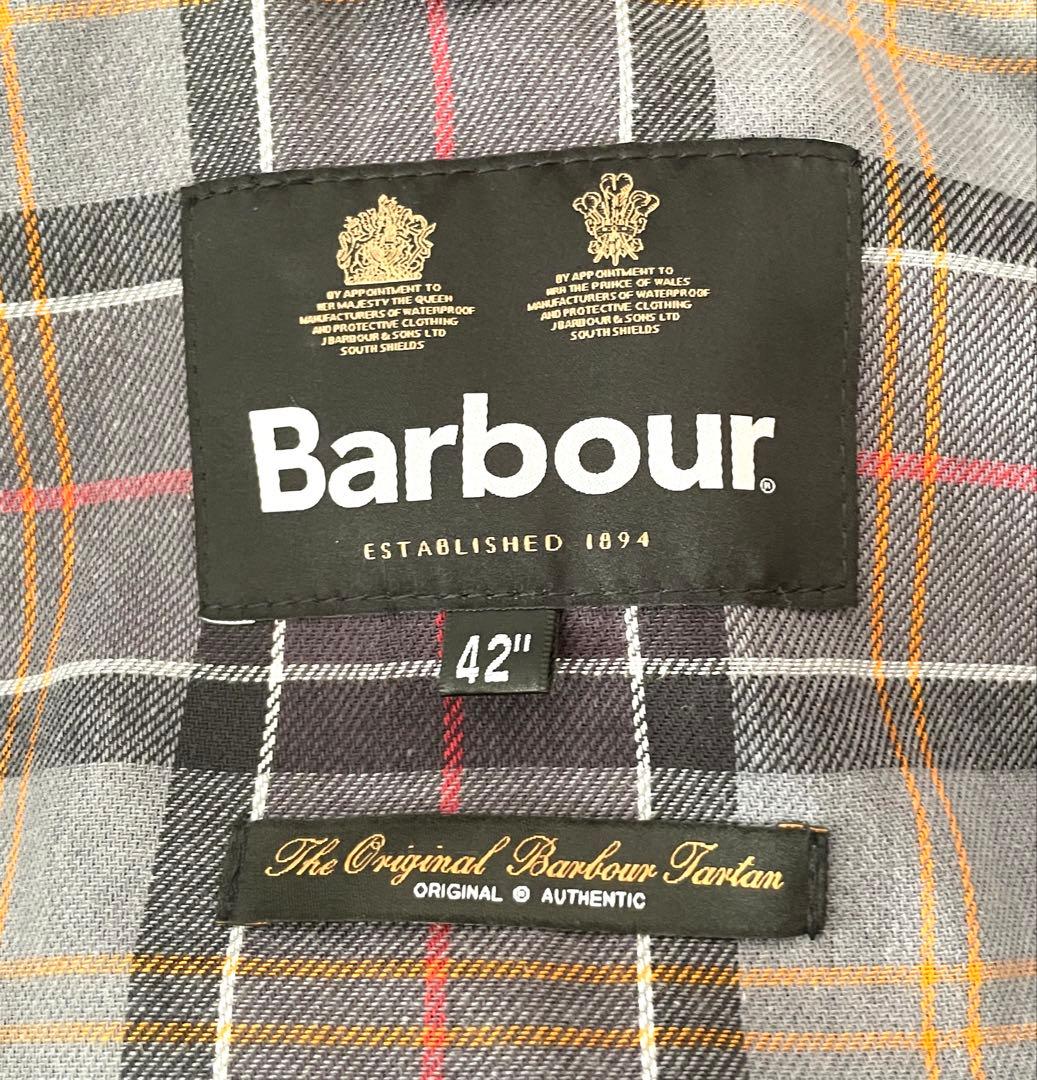 BY APPOINTMENT TO
HER MAJESTY THE QUEEN
MANUFACTURERS OF WATERPROOF
AND PROTECTIVE CLOTHING
J BARBOUR & SONS LTD
SOUTH SHIELDS
BY APPOINTMENT TO
HRH THE PRINCE OF WALES
MANUFACTURERS OF WATERPROOF
AND PROTECTIVE CLOTHING
J BARBOUR & SONS LTD
SOUTH SHIELDS
Barbour®
ESTABLISHED 1894
42"
The Original Barbour Tartan
ORIGINAL © AUTHENTIC